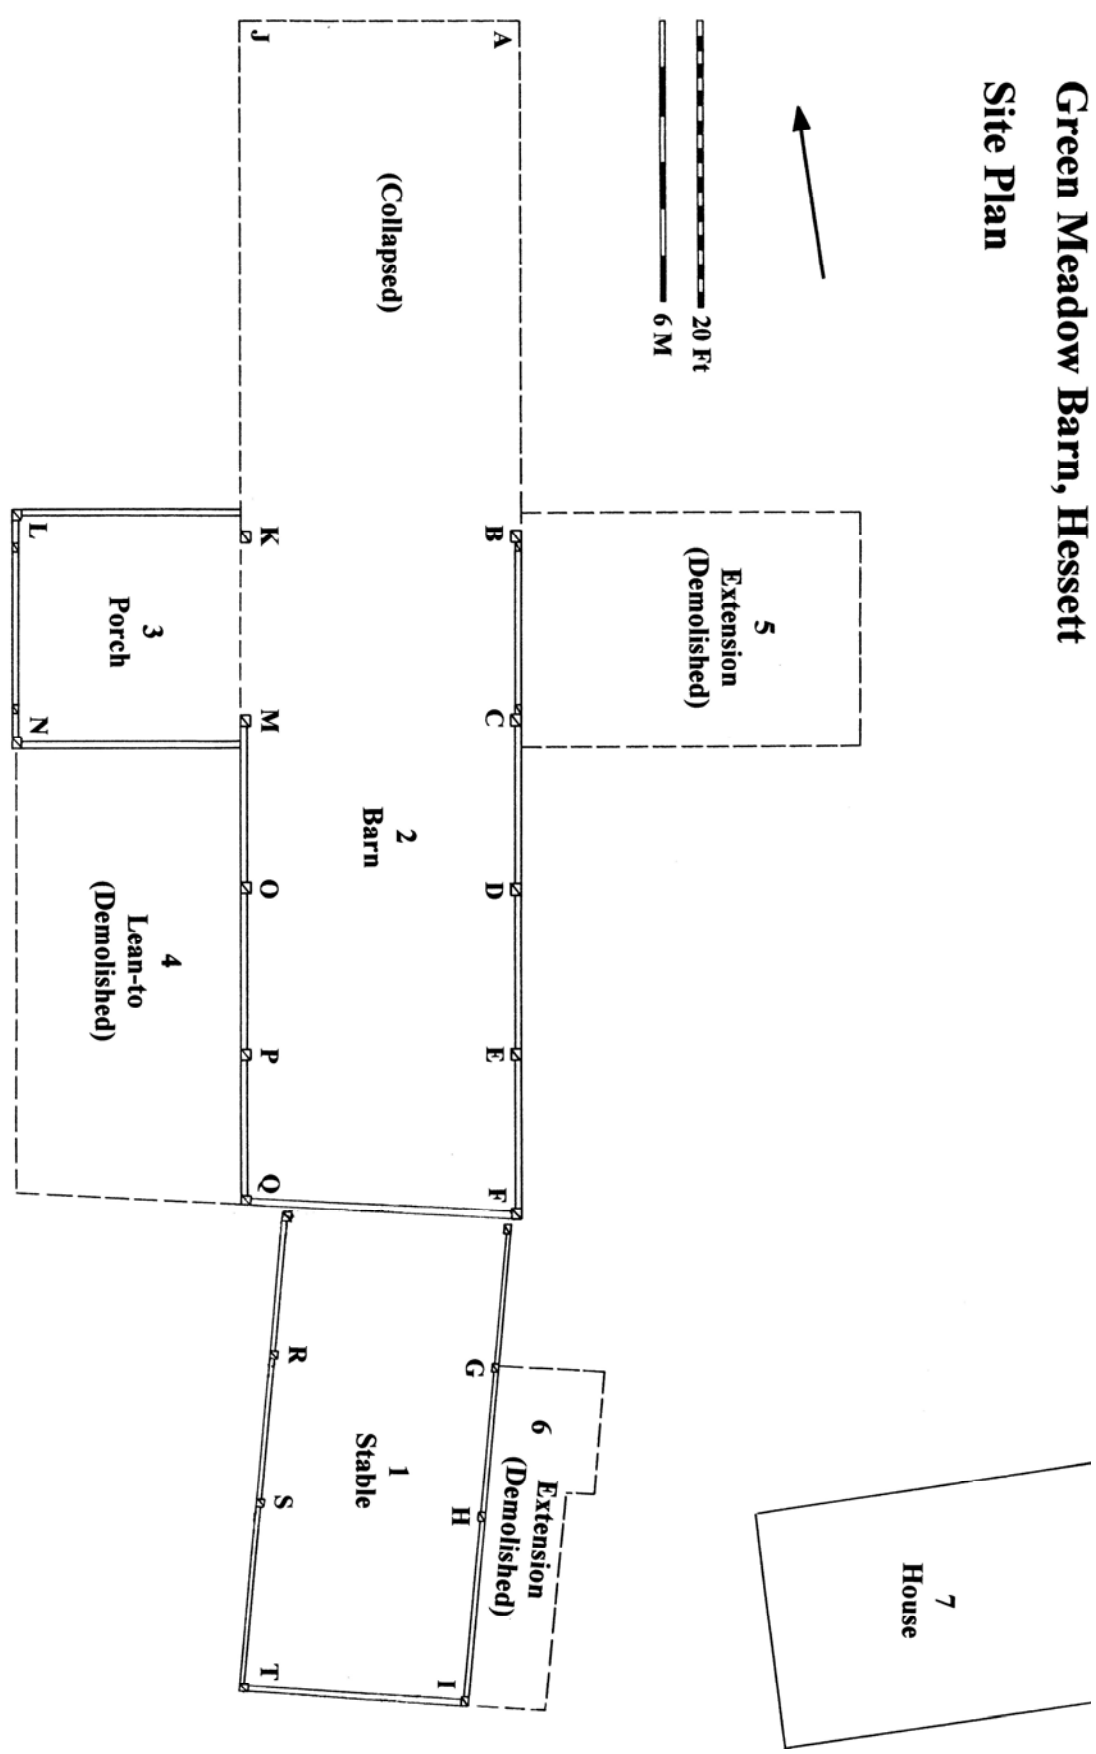 Green Meadow Barn, Hessett
Site Plan
20 Ft
6 M
A
J
(Collapsed)
B
K
L
C
M
N
5
Extension
(Demolished)
3
Porch
2
Barn
D
O
4
Lean-to
(Demolished)
E
P
F
Q
G
R
6 Extension
(Demolished)
H
S
1
Stable
I
T
7
House